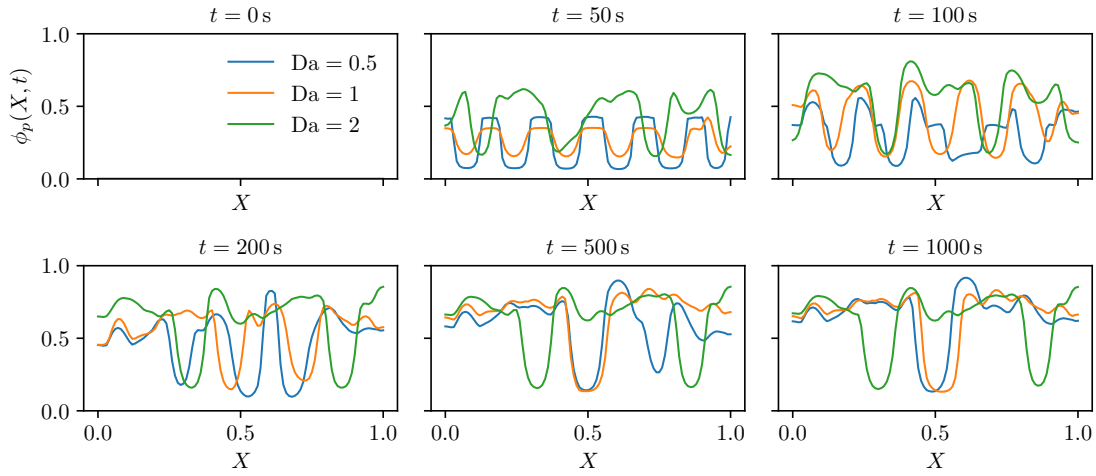 t = 0 s
t = 50 s
t = 100 s
1.0
0.5
0.0
ϕₚ(X, t)
Da = 0.5
Da = 1
Da = 2
X
X
X
t = 200 s
t = 500 s
t = 1000 s
1.0
0.5
0.0
0.0 0.5 1.0
0.0 0.5 1.0
0.0 0.5 1.0
X
X
X